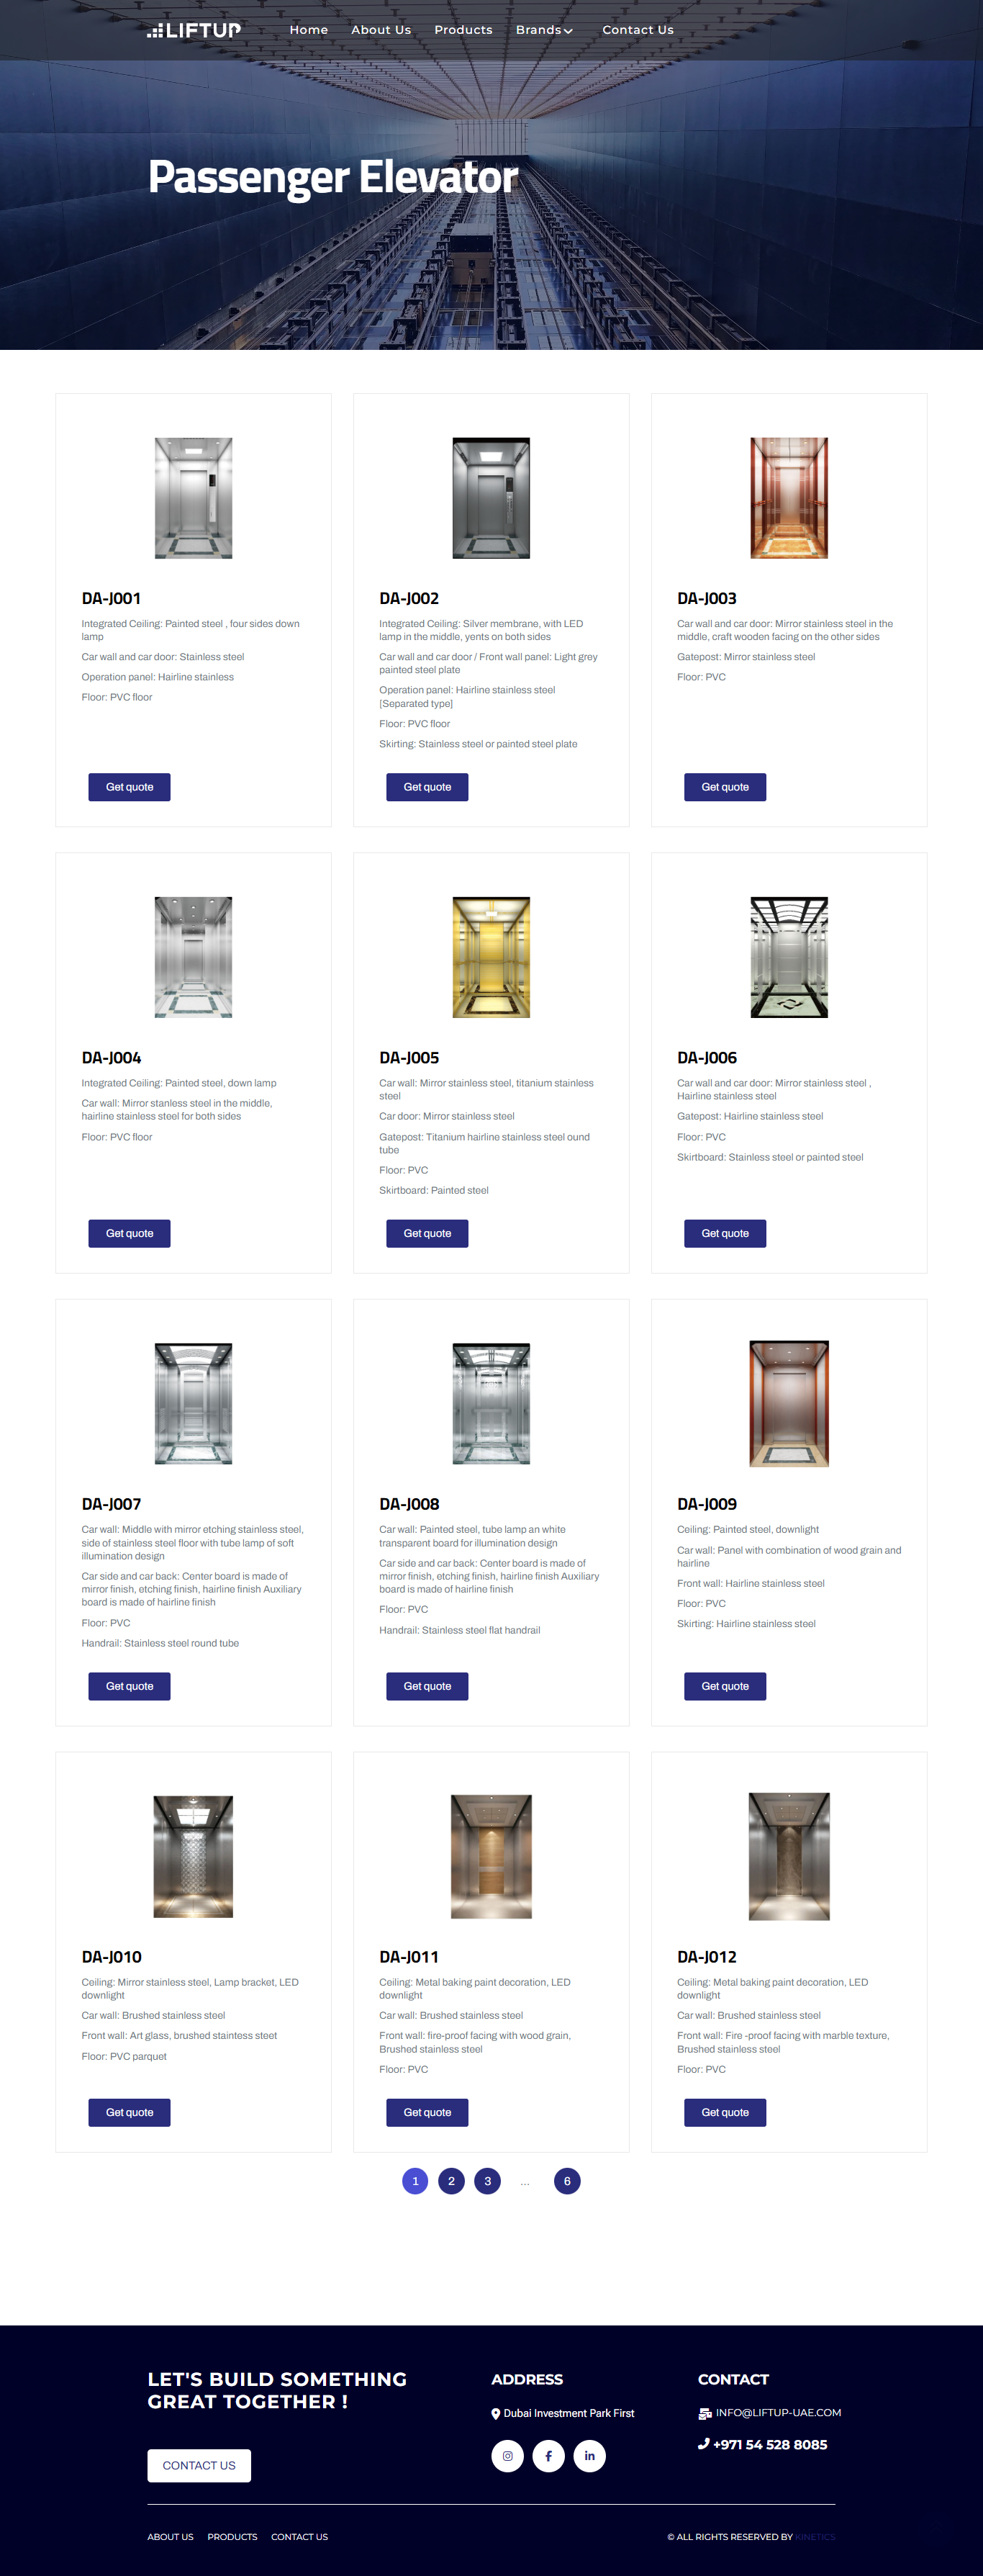 LIFTUP
Home
About Us
Products
Brands
Contact Us
Passenger Elevator
DA-J001
Integrated Ceiling: Painted steel , four sides down
lamp
Car wall and car door: Stainless steel
Operation panel: Hairline stainless
Floor: PVC floor
Get quote
DA-J002
Integrated Ceiling: Silver membrane, with LED
lamp in the middle, yents on both sides
Car wall and car door / Front wall panel: Light grey
painted steel plate
Operation panel: Hairline stainless steel
[Separated type]
Floor: PVC floor
Skirting: Stainless steel or painted steel plate
Get quote
DA-J003
Car wall and car door: Mirror stainless steel in the
middle, craft wooden facing on the other sides
Gatepost: Mirror stainless steel
Floor: PVC
Get quote
DA-J004
Integrated Ceiling: Painted steel, down lamp
Car wall: Mirror stanless steel in the middle,
hairline stainless steel for both sides
Floor: PVC floor
Get quote
DA-J005
Car wall: Mirror stainless steel, titanium stainless
steel
Car door: Mirror stainless steel
Gatepost: Titanium hairline stainless steel ound
tube
Floor: PVC
Skirtboard: Painted steel
Get quote
DA-J006
Car wall and car door: Mirror stainless steel ,
Hairline stainless steel
Gatepost: Hairline stainless steel
Floor: PVC
Skirtboard: Stainless steel or painted steel
Get quote
DA-J007
Car wall: Middle with mirror etching stainless steel,
side of stainless steel floor with tube lamp of soft
illumination design
Car side and car back: Center board is made of
mirror finish, etching finish, hairline finish Auxiliary
board is made of hairline finish
Floor: PVC
Handrail: Stainless steel round tube
Get quote
DA-J008
Car wall: Painted steel, tube lamp an white
transparent board for illumination design
Car side and car back: Center board is made of
mirror finish, etching finish, hairline finish Auxiliary
board is made of hairline finish
Floor: PVC
Handrail: Stainless steel flat handrail
Get quote
DA-J009
Ceiling: Painted steel, downlight
Car wall: Panel with combination of wood grain and
hairline
Front wall: Hairline stainless steel
Floor: PVC
Skirting: Hairline stainless steel
Get quote
DA-J010
Ceiling: Mirror stainless steel, Lamp bracket, LED
downlight
Car wall: Brushed stainless steel
Front wall: Art glass, brushed staintess steet
Floor: PVC parquet
Get quote
DA-J011
Ceiling: Metal baking paint decoration, LED
downlight
Car wall: Brushed stainless steel
Front wall: fire-proof facing with wood grain,
Brushed stainless steel
Floor: PVC
Get quote
DA-J012
Ceiling: Metal baking paint decoration, LED
downlight
Car wall: Brushed stainless steel
Front wall: Fire -proof facing with marble texture,
Brushed stainless steel
Floor: PVC
Get quote
1 2 3 ... 6
LET'S BUILD SOMETHING
GREAT TOGETHER !
CONTACT US
ADDRESS
Dubai Investment Park First
CONTACT
INFO@LIFTUP-UAE.COM
+971 54 528 8085
ABOUT US
PRODUCTS
CONTACT US
© ALL RIGHTS RESERVED BY KINETICS